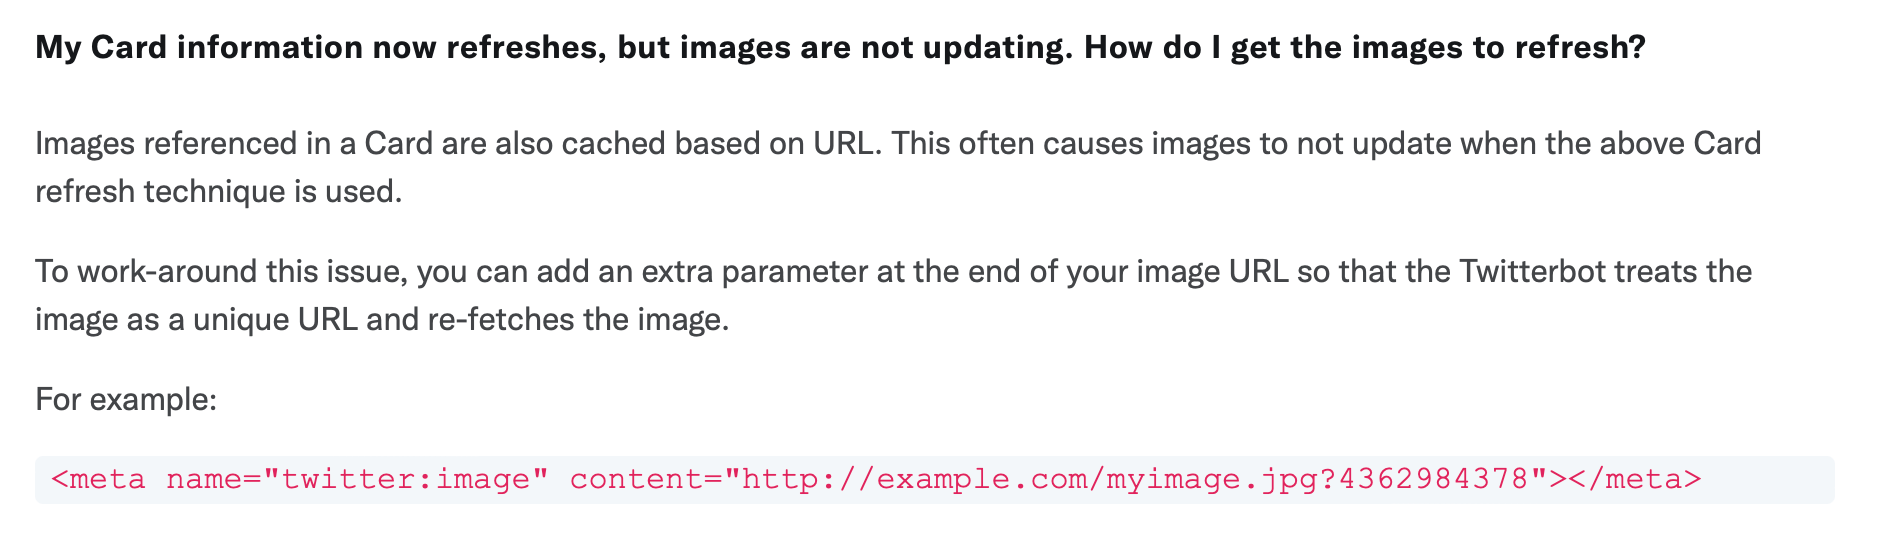 My Card information now refreshes, but images are not updating. How do I get the images to refresh?
Images referenced in a Card are also cached based on URL. This often causes images to not update when the above Card
refresh technique is used.
To work-around this issue, you can add an extra parameter at the end of your image URL so that the Twitterbot treats the
image as a unique URL and re-fetches the image.
For example:
<meta name="twitter:image" content="http://example.com/myimage.jpg?4362984378"></meta>